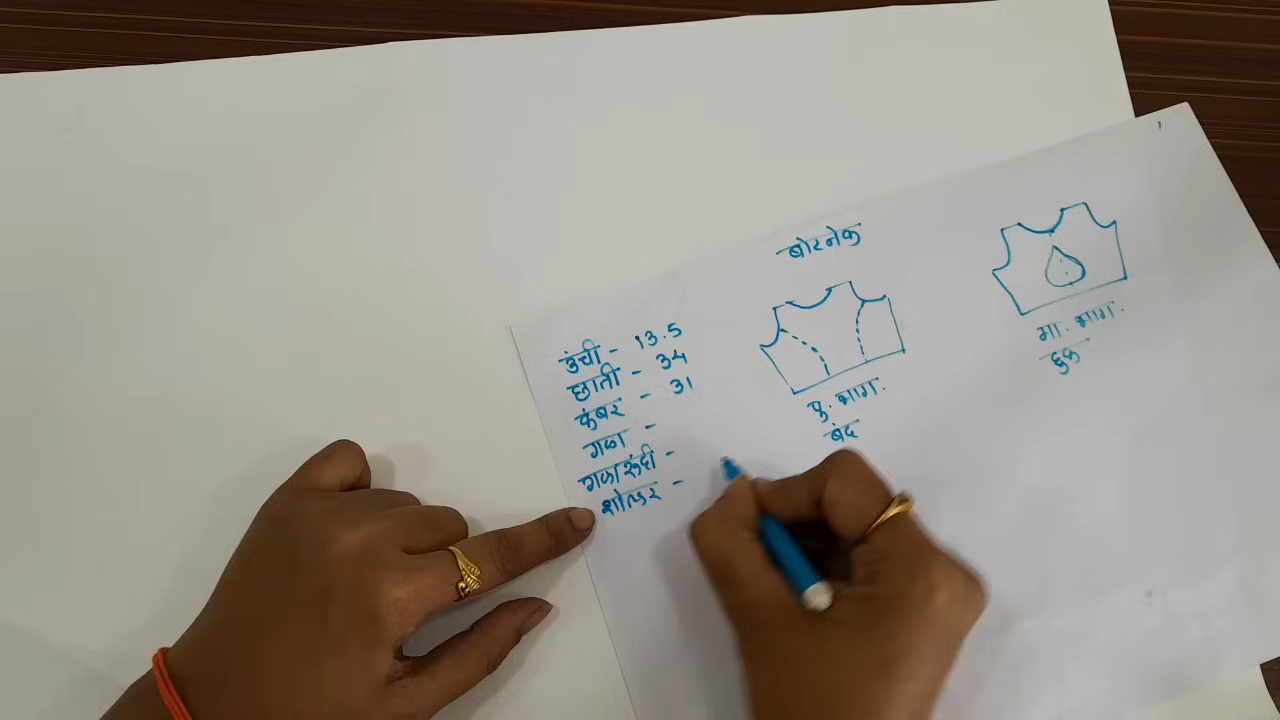 बोटनेक
उंची - 13.5
छाती - 34
कंबर - 31
गळा -
गळारुंदी -
शोल्डर -
पु. भाग.
बंद
मा. भाग.
हुक